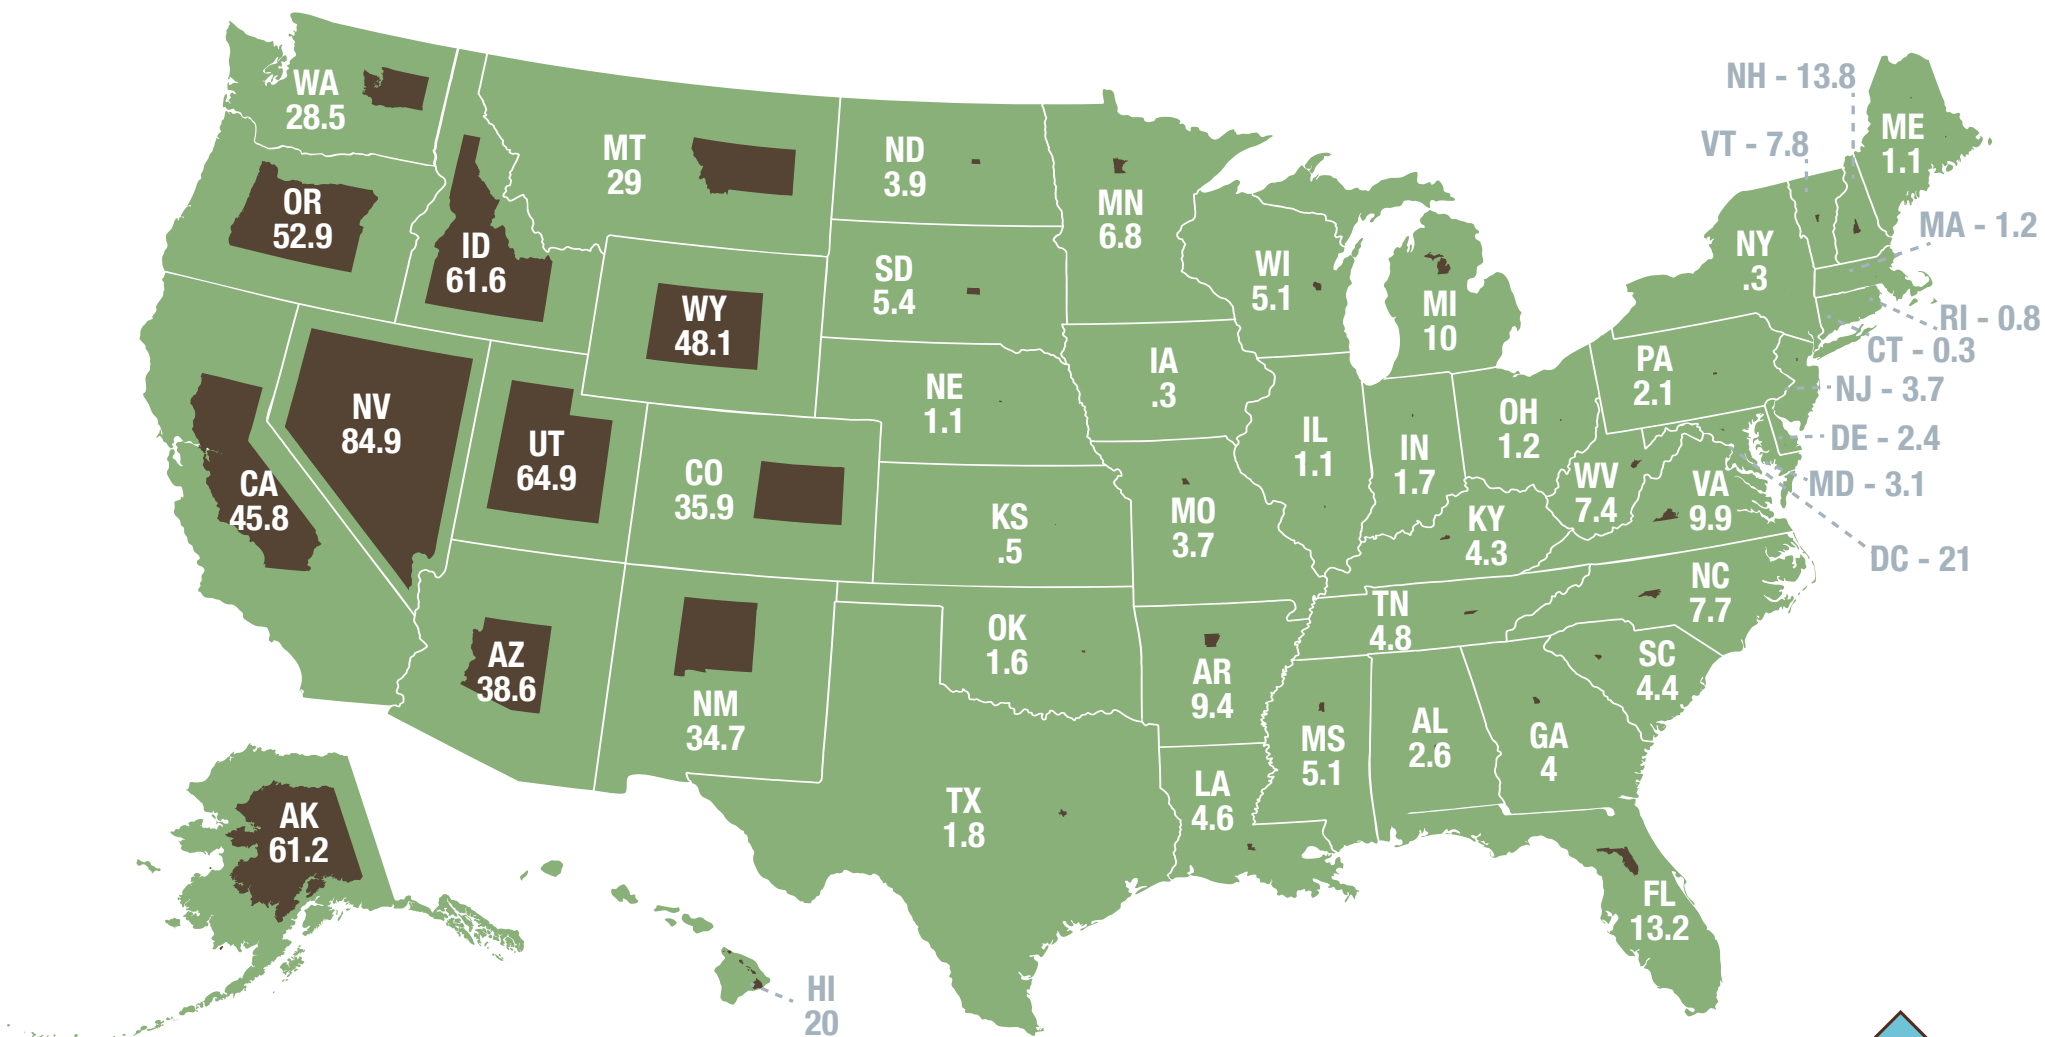 WA
28.5
OR
52.9
ID
61.6
MT
29
ND
3.9
MN
6.8
SD
5.4
WY
48.1
NE
1.1
IA
.3
WI
5.1
MI
10
NH - 13.8
VT - 7.8
ME
1.1
NY
.3
MA - 1.2
RI - 0.8
CT - 0.3
PA
2.1
NJ - 3.7
DE - 2.4
MD - 3.1
DC - 21
CA
45.8
NV
84.9
UT
64.9
CO
35.9
KS
.5
MO
3.7
IL
1.1
IN
1.7
OH
1.2
WV
7.4
VA
9.9
KY
4.3
NC
7.7
TN
4.8
SC
4.4
AZ
38.6
NM
34.7
OK
1.6
AR
9.4
MS
5.1
AL
2.6
GA
4
TX
1.8
LA
4.6
FL
13.2
AK
61.2
HI
20